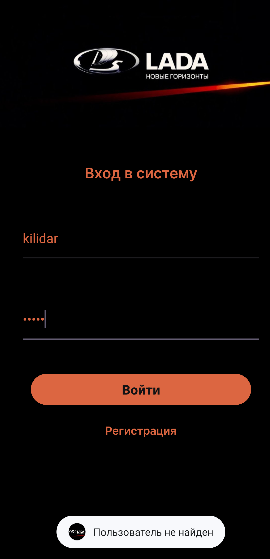 LADA
НОВЫЕ ГОРИЗОНТЫ
Вход в систему
kilidar
•••••
Войти
Регистрация
Пользователь не найден